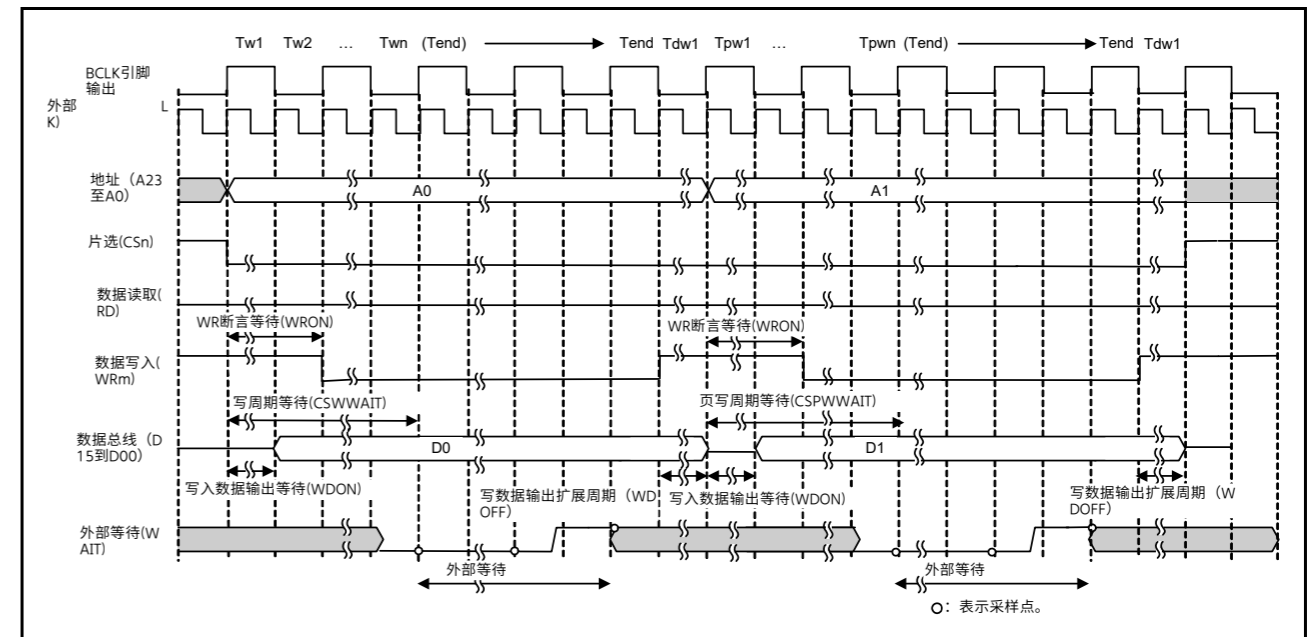 Tw1 Tw2 … Twn (Tend) Tend Tdw1 Tpw1 … Tpwn (Tend) Tend Tdw1
BCLK引脚
输出
外部
K)
L
地址（A23
至A0）
A0
A1
片选(CSn)
数据读取(
RD)
WR断言等待(WRON)
WR断言等待(WRON)
数据写入(
WRm)
写周期等待(CSWWAIT)
页写周期等待(CSPWWAIT)
数据总线（D
15到D00）
D0
D1
写入数据输出等待(WDON)
写数据输出扩展周期（WD
OFF）
写入数据输出等待(WDON)
写数据输出扩展周期（W
DOFF）
外部等待(W
AIT)
外部等待
外部等待
：表示采样点。